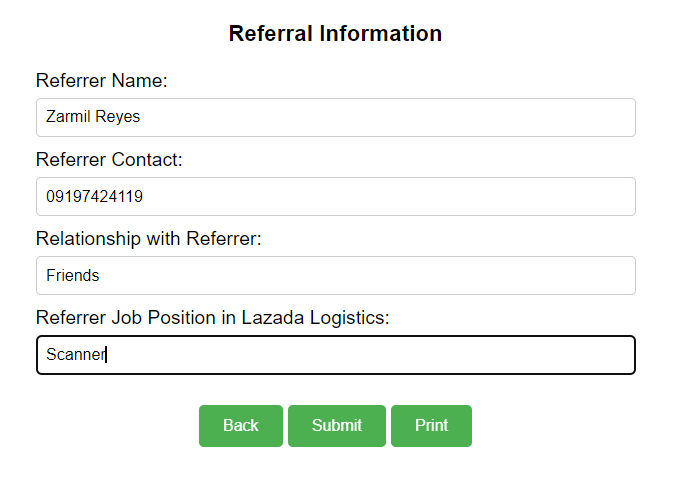 Referral Information
Referrer Name:
Zarmil Reyes
Referrer Contact:
09197424119
Relationship with Referrer:
Friends
Referrer Job Position in Lazada Logistics:
Scanner
Back Submit Print